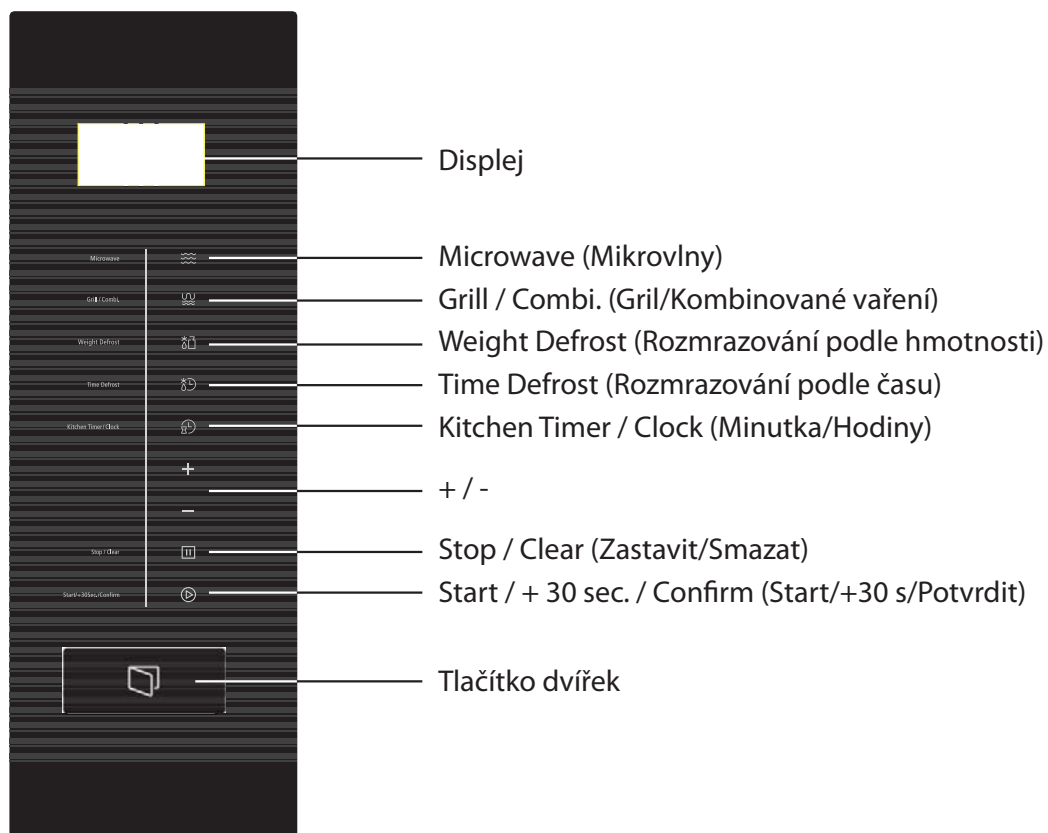 Displej
Microwave Microwave (Mikrovlny)
Grill / Combi. Grill / Combi. (Gril/Kombinované vaření)
Weight Defrost Weight Defrost (Rozmrazování podle hmotnosti)
Time Defrost Time Defrost (Rozmrazování podle času)
Kitchen Timer/Clock Kitchen Timer / Clock (Minutka/Hodiny)
+
+ / -
−
Stop / Clear Stop / Clear (Zastavit/Smazat)
Start/+30Sec./Confirm Start / + 30 sec. / Confirm (Start/+30 s/Potvrdit)
Tlačítko dvířek